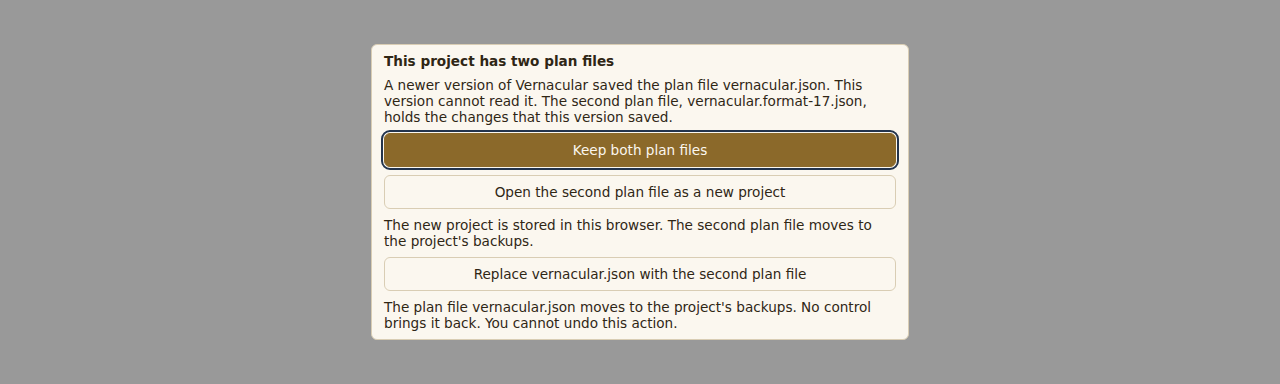 This project has two plan files
A newer version of Vernacular saved the plan file vernacular.json. This
version cannot read it. The second plan file, vernacular.format-17.json,
holds the changes that this version saved.
Keep both plan files
Open the second plan file as a new project
The new project is stored in this browser. The second plan file moves to
the project's backups.
Replace vernacular.json with the second plan file
The plan file vernacular.json moves to the project's backups. No control
brings it back. You cannot undo this action.